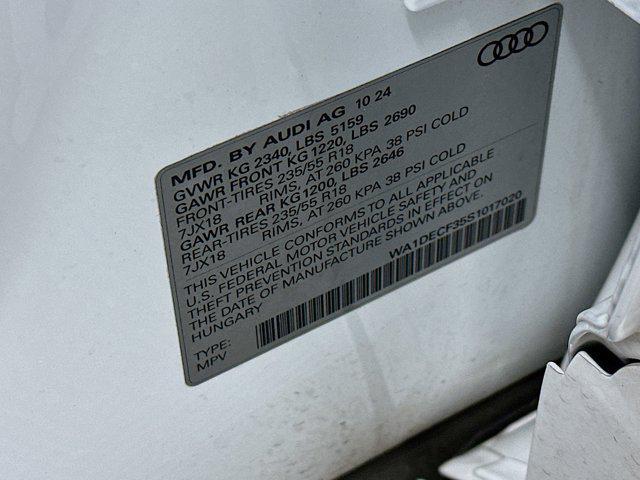 MFD. BY AUDI AG 10 24
GVWR KG 2340, LBS 5159
GAWR FRONT KG 1220, LBS 2690
FRONT-TIRES 235/55 R18
7JX18 RIMS, AT 260 KPA 38 PSI COLD
GAWR REAR KG1200, LBS 2646
REAR-TIRES 235/55 R18
7JX18 RIMS, AT 260 KPA 38 PSI COLD
THIS VEHICLE CONFORMS TO ALL APPLICABLE
U.S. FEDERAL MOTOR VEHICLE SAFETY AND
THEFT PREVENTION STANDARDS IN EFFECT ON
THE DATE OF MANUFACTURE SHOWN ABOVE.
HUNGARY WA1DECF35S1017020
TYPE:
MPV